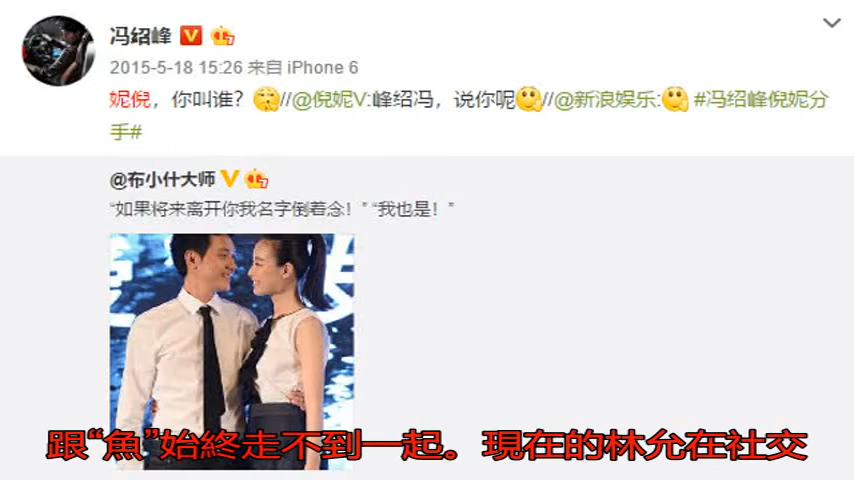 冯绍峰
2015-5-18 15:26 来自 iPhone 6
妮倪，你叫谁？//@倪妮V:峰绍冯，说你呢//@新浪娱乐: #冯绍峰倪妮分
手#
@布小什大师
“如果将来离开你我名字倒着念！” “我也是！”
跟“魚”始終走不到一起。現在的林允在社交